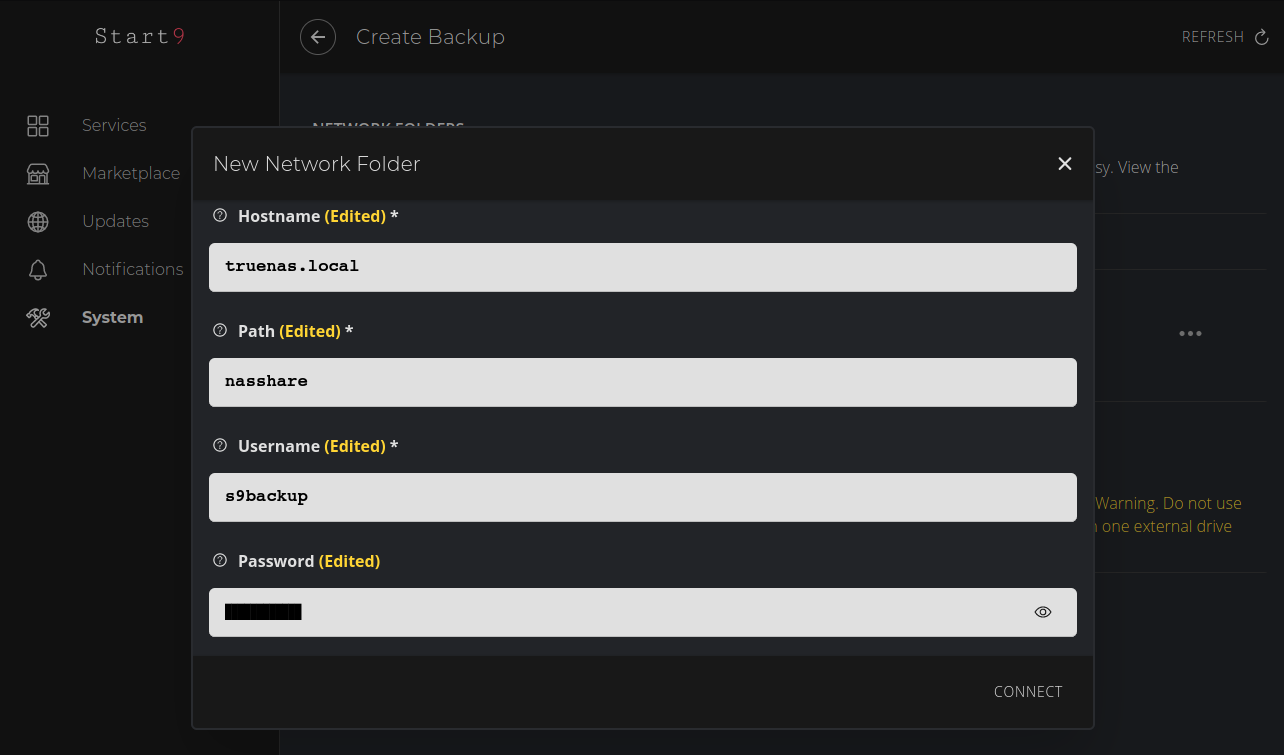 Start9
Create Backup
REFRESH
Services
Marketplace
Updates
Notifications
System
NETWORK FOLDERS
sy. View the
Warning. Do not use
one external drive
New Network Folder
Hostname (Edited) *
truenas.local
Path (Edited) *
nasshare
Username (Edited) *
s9backup
Password (Edited)
CONNECT